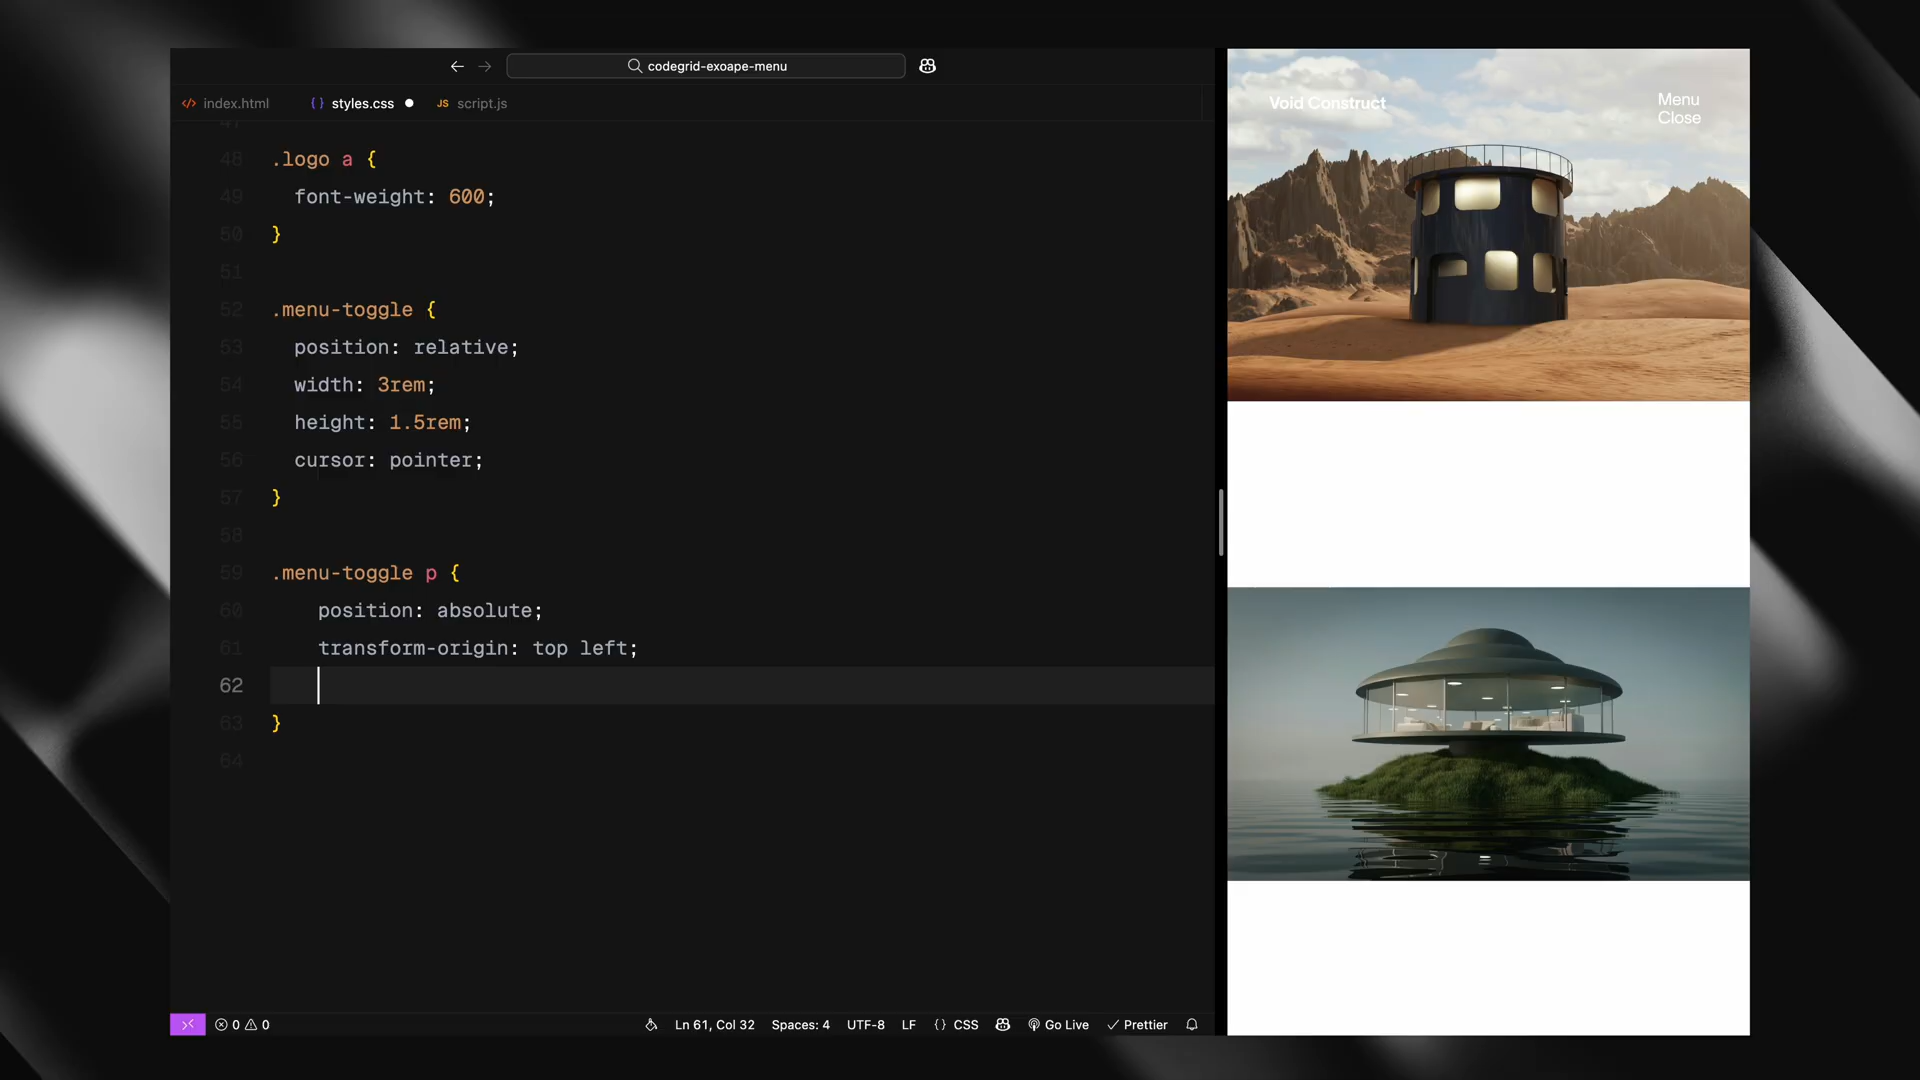 codegrid-exoape-menu
index.html
styles.css
JS script.js
47
48 .logo a {
49 font-weight: 600;
50 }
51
52 .menu-toggle {
53 position: relative;
54 width: 3rem;
55 height: 1.5rem;
56 cursor: pointer;
57 }
58
59 .menu-toggle p {
60 position: absolute;
61 transform-origin: top left;
62
63 }
64
0 0
Ln 61, Col 32
Spaces: 4
UTF-8
LF
{} CSS
Go Live
Prettier
Void Construct
Menu
Close